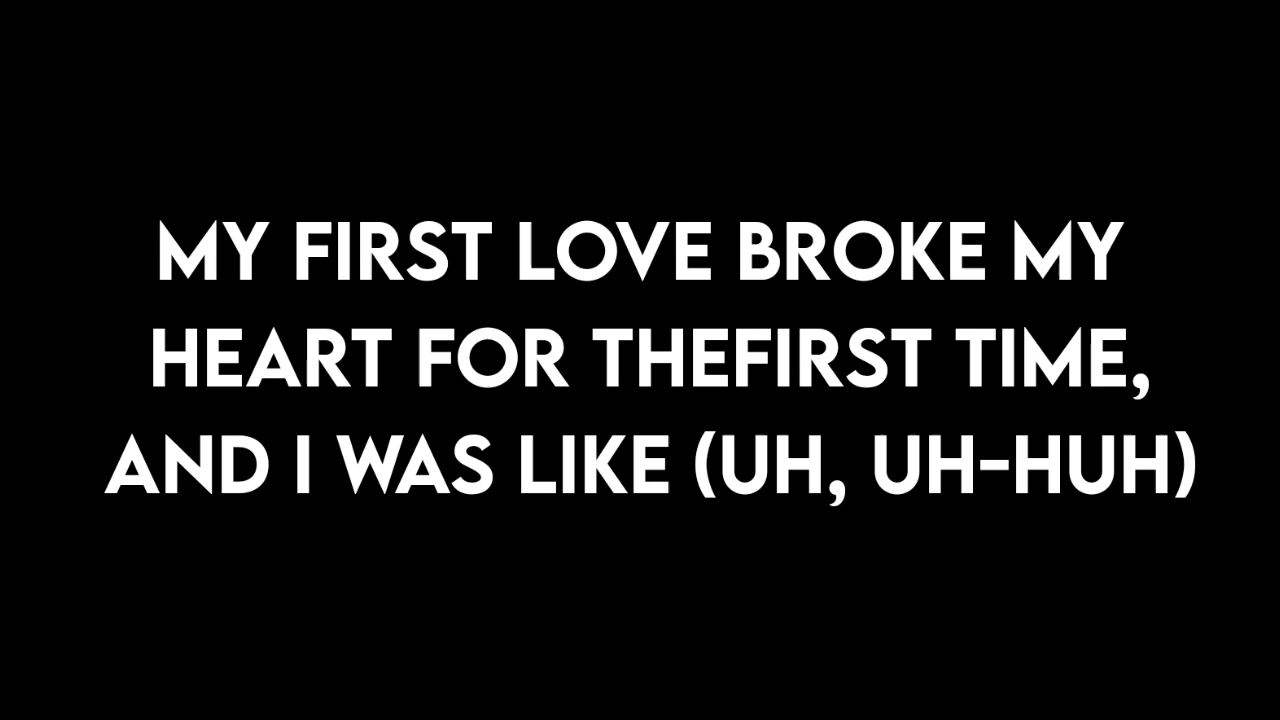 MY FIRST LOVE BROKE MY
HEART FOR THEFIRST TIME,
AND I WAS LIKE (UH, UH-HUH)